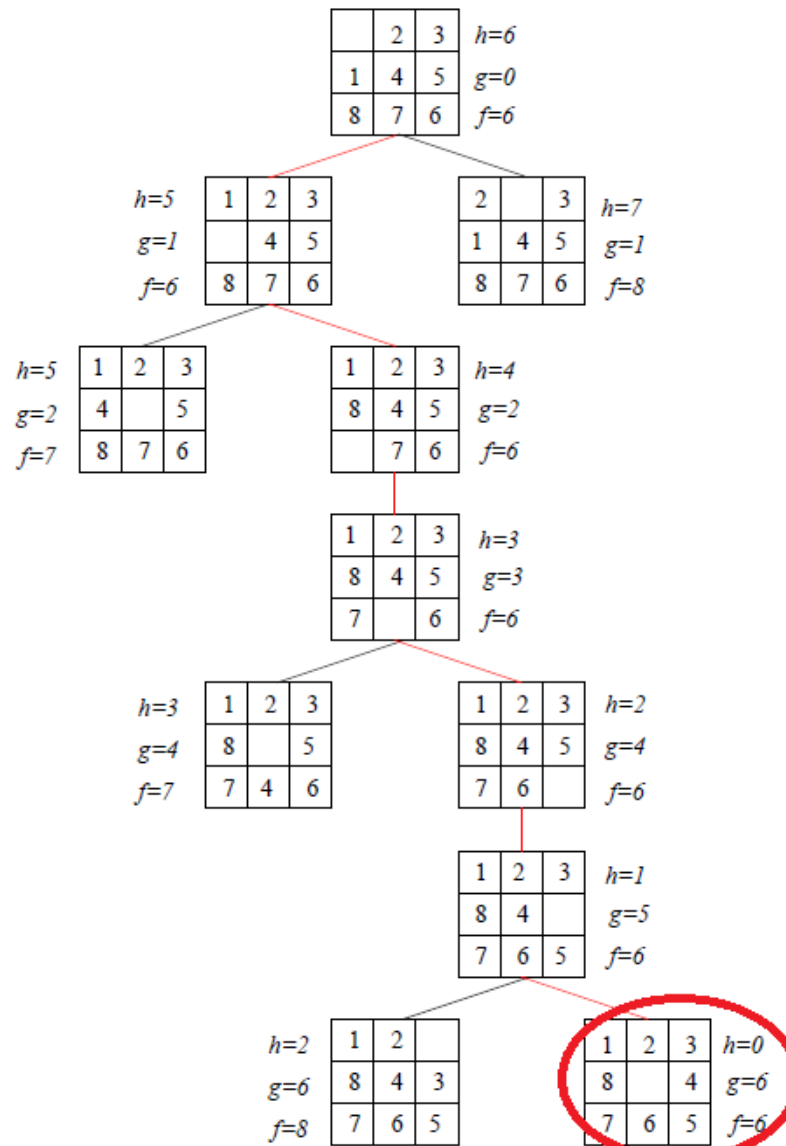 2 3 h=6
1 4 5 g=0
8 7 6 f=6
h=5 1 2 3
g=1 4 5
f=6 8 7 6
2 3 h=7
1 4 5 g=1
8 7 6 f=8
h=5 1 2 3
g=2 4 5
f=7 8 7 6
1 2 3 h=4
8 4 5 g=2
7 6 f=6
1 2 3 h=3
8 4 5 g=3
7 6 f=6
h=3 1 2 3
g=4 8 5
f=7 7 4 6
1 2 3 h=2
8 4 5 g=4
7 6 f=6
1 2 3 h=1
8 4 g=5
7 6 5 f=6
h=2 1 2
g=6 8 4 3
f=8 7 6 5
1 2 3 h=0
8 4 g=6
7 6 5 f=6